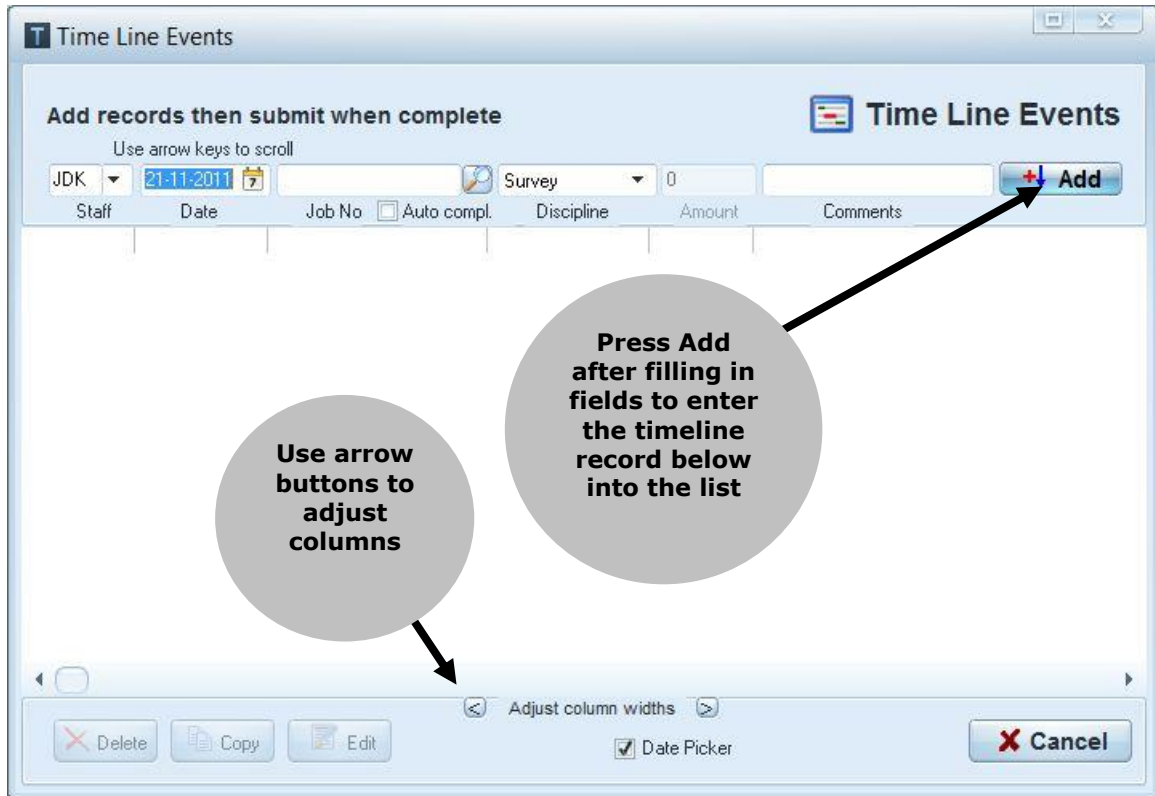 Time Line Events
Add records then submit when complete
Time Line Events
Use arrow keys to scroll
JDK 21-11-2011 7 Survey 0 Add
Staff Date Job No Auto compl. Discipline Amount Comments
Press Add
after filling in
fields to enter
the timeline
record below
into the list
Use arrow
buttons to
adjust
columns
< Adjust column widths >
Delete Copy Edit Date Picker Cancel